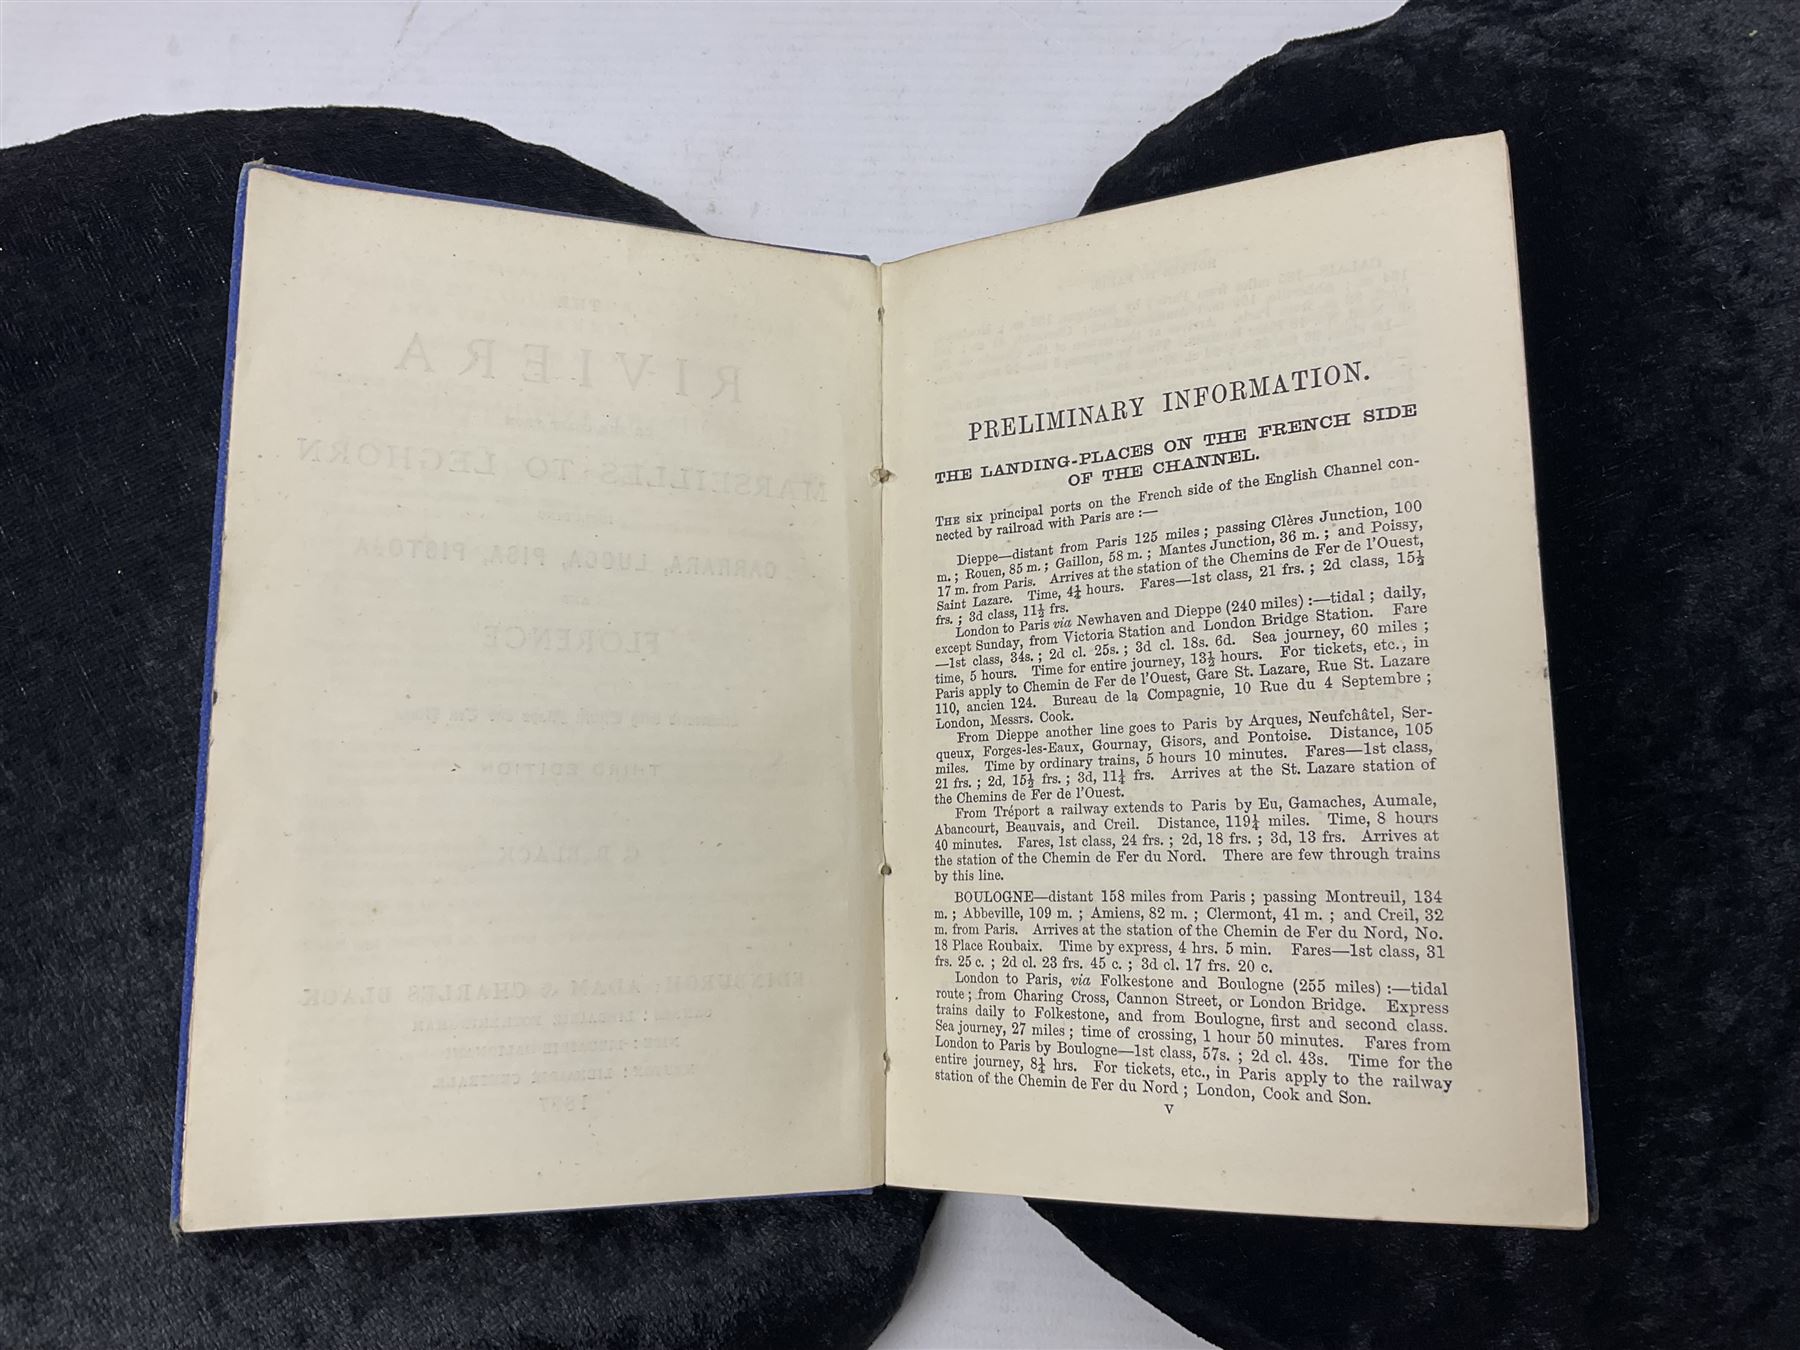 THE
RIVIERA
MARSEILLES TO LEGHORN
CARRARA, LUCCA, PISA, PISTOJA
AND
FLORENCE
THIRD EDITION
C. B. BLACK
EDINBURGH: ADAM & CHARLES BLACK
PRELIMINARY INFORMATION.
THE LANDING-PLACES ON THE FRENCH SIDE
OF THE CHANNEL.
THE six principal ports on the French side of the English Channel con-
nected by railroad with Paris are :—
Dieppe—distant from Paris 125 miles ; passing Clères Junction, 100
m. ; Rouen, 85 m. ; Gaillon, 58 m. ; Mantes Junction, 36 m. ; and Poissy,
17 m. from Paris. Arrives at the station of the Chemins de Fer de l'Ouest,
Saint Lazare. Time, 4¼ hours. Fares—1st class, 21 frs. ; 2d class, 15½
frs. ; 3d class, 11½ frs.
London to Paris via Newhaven and Dieppe (240 miles) :—tidal ; daily,
except Sunday, from Victoria Station and London Bridge Station. Fare
—1st class, 34s. ; 2d cl. 25s. ; 3d cl. 18s. 6d. Sea journey, 60 miles ;
time, 5 hours. Time for entire journey, 13½ hours. For tickets, etc., in
Paris apply to Chemin de Fer de l'Ouest, Gare St. Lazare, Rue St. Lazare
110, ancien 124. Bureau de la Compagnie, 10 Rue du 4 Septembre ;
London, Messrs. Cook.
From Dieppe another line goes to Paris by Arques, Neufchâtel, Ser-
queux, Forges-les-Eaux, Gournay, Gisors, and Pontoise. Distance, 105
miles. Time by ordinary trains, 5 hours 10 minutes. Fares—1st class,
21 frs. ; 2d, 15½ frs. ; 3d, 11¼ frs. Arrives at the St. Lazare station of
the Chemins de Fer de l'Ouest.
From Tréport a railway extends to Paris by Eu, Gamaches, Aumale,
Abancourt, Beauvais, and Creil. Distance, 119¼ miles. Time, 8 hours
40 minutes. Fares, 1st class, 24 frs. ; 2d, 18 frs. ; 3d, 13 frs. Arrives at
the station of the Chemin de Fer du Nord. There are few through trains
by this line.
BOULOGNE—distant 158 miles from Paris ; passing Montreuil, 134
m. ; Abbeville, 109 m. ; Amiens, 82 m. ; Clermont, 41 m. ; and Creil, 32
m. from Paris. Arrives at the station of the Chemin de Fer du Nord, No.
18 Place Roubaix. Time by express, 4 hrs. 5 min. Fares—1st class, 31
frs. 25 c. ; 2d cl. 23 frs. 45 c. ; 3d cl. 17 frs. 20 c.
London to Paris, via Folkestone and Boulogne (255 miles) :—tidal
route ; from Charing Cross, Cannon Street, or London Bridge. Express
trains daily to Folkestone, and from Boulogne, first and second class.
Sea journey, 27 miles ; time of crossing, 1 hour 50 minutes. Fares from
London to Paris by Boulogne—1st class, 57s. ; 2d cl. 43s. Time for the
entire journey, 8¼ hrs. For tickets, etc., in Paris apply to the railway
station of the Chemin de Fer du Nord ; London, Cook and Son.
v